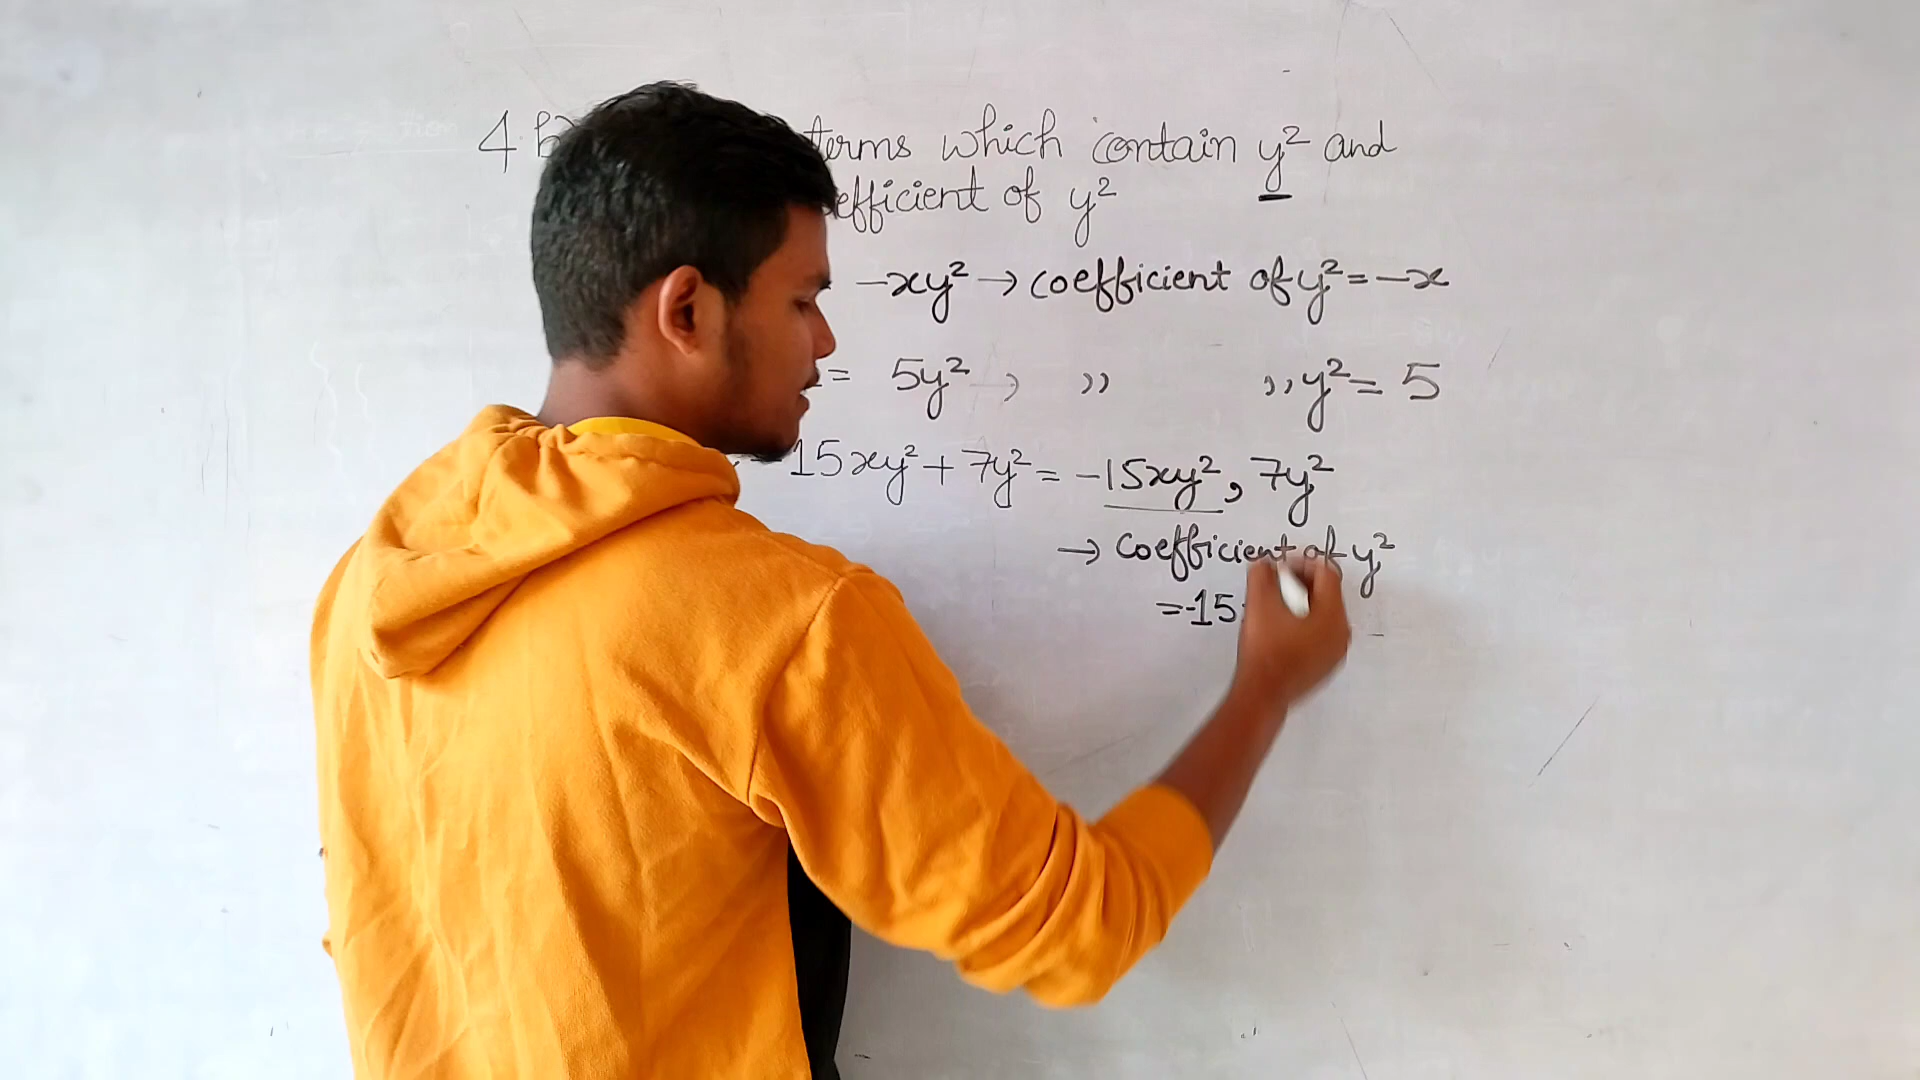 4. terms which contain y² and
efficient of y²
-xy² → coefficient of y² = -x
= 5y² → ,, ,, y² = 5
-15xy² + 7y² = -15xy², 7y²
→ coefficient of y²
= -15